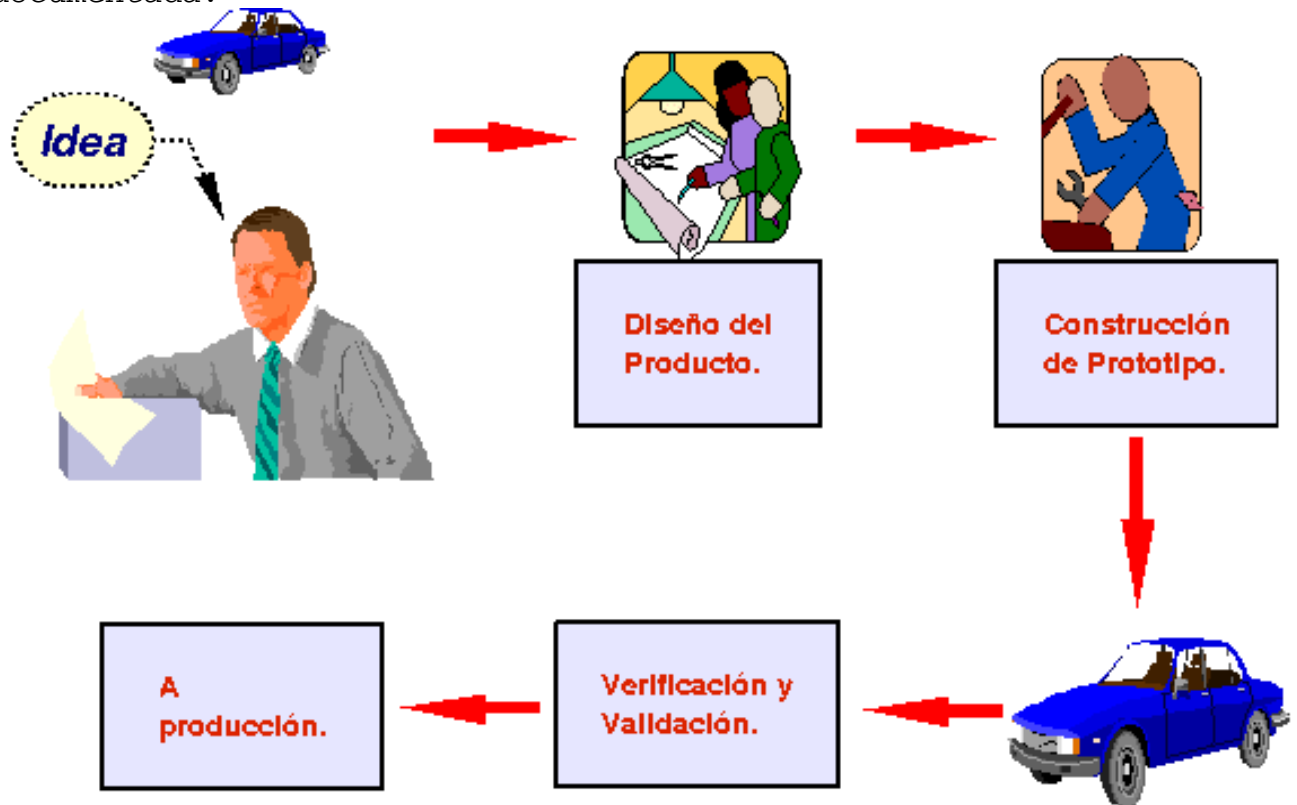 Idea
Diseño del
Producto.
Construcción
de Prototipo.
Verificación y
Validación.
A
producción.